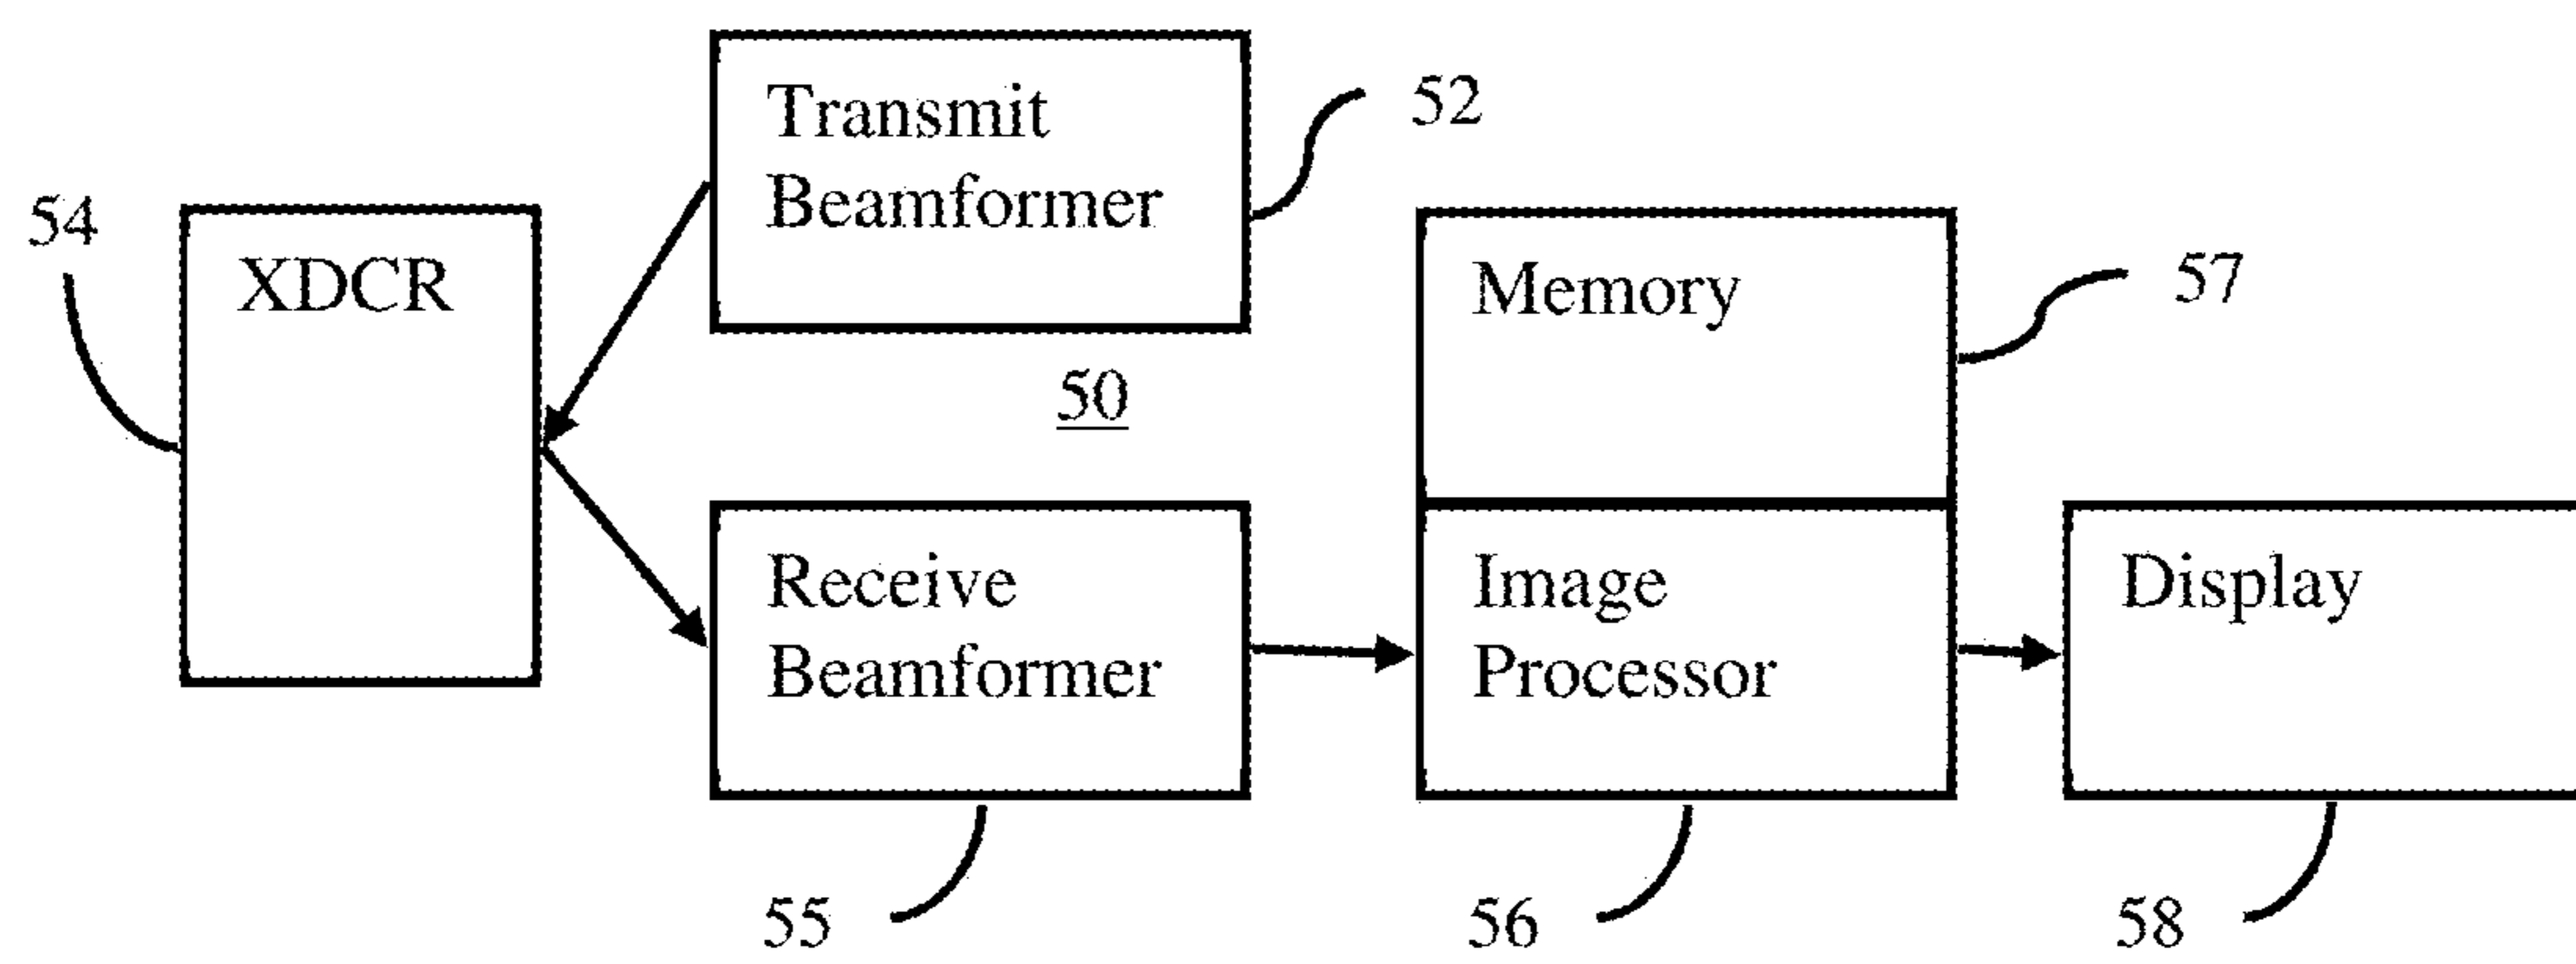 Transmit
Beamformer
52
54
XDCR
Memory
57
50
Receive
Beamformer
Image
Processor
Display
55
56
58